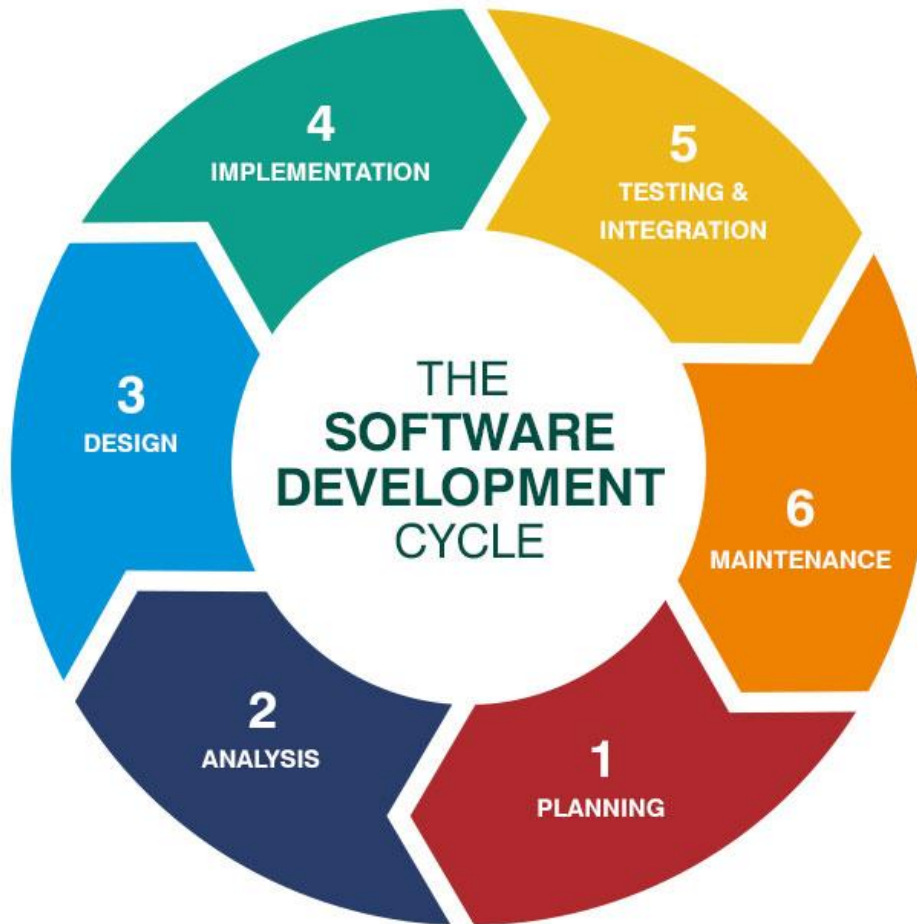 THE
SOFTWARE
DEVELOPMENT
CYCLE
1
PLANNING
2
ANALYSIS
3
DESIGN
4
IMPLEMENTATION
5
TESTING &
INTEGRATION
6
MAINTENANCE